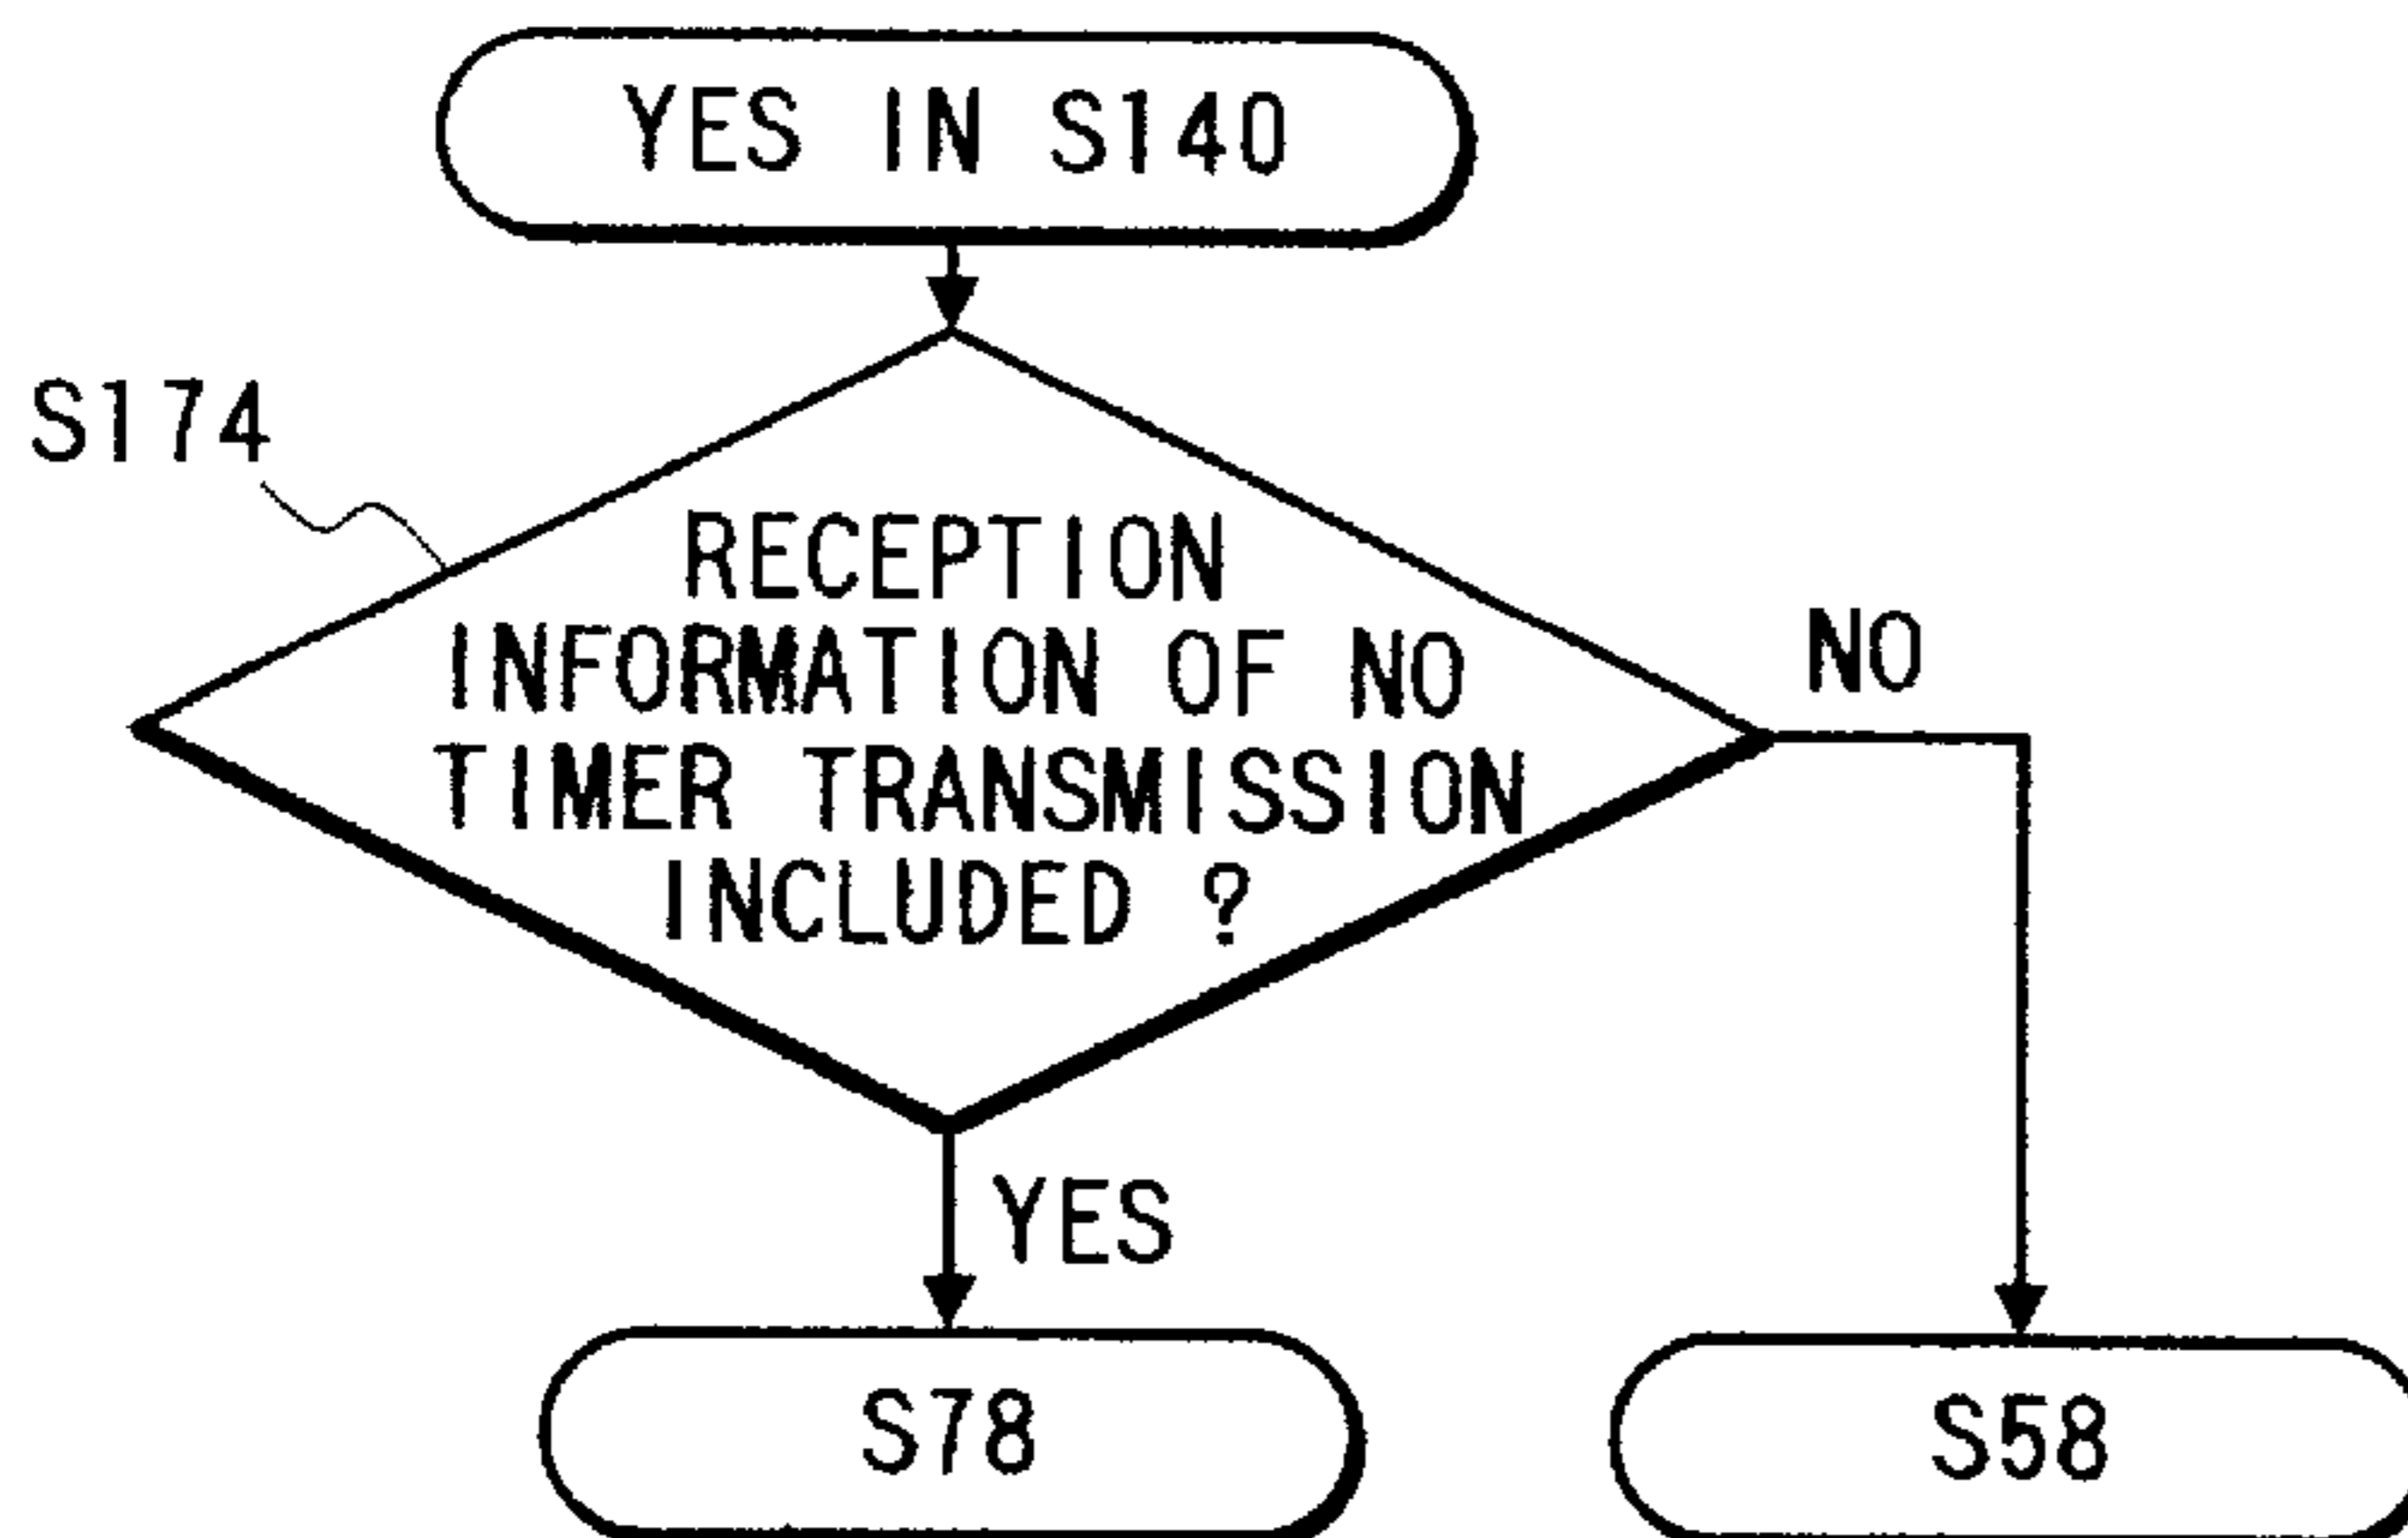 YES IN S140
S174
RECEPTION
INFORMATION OF NO
TIMER TRANSMISSION
INCLUDED ?
NO
YES
S78
S58